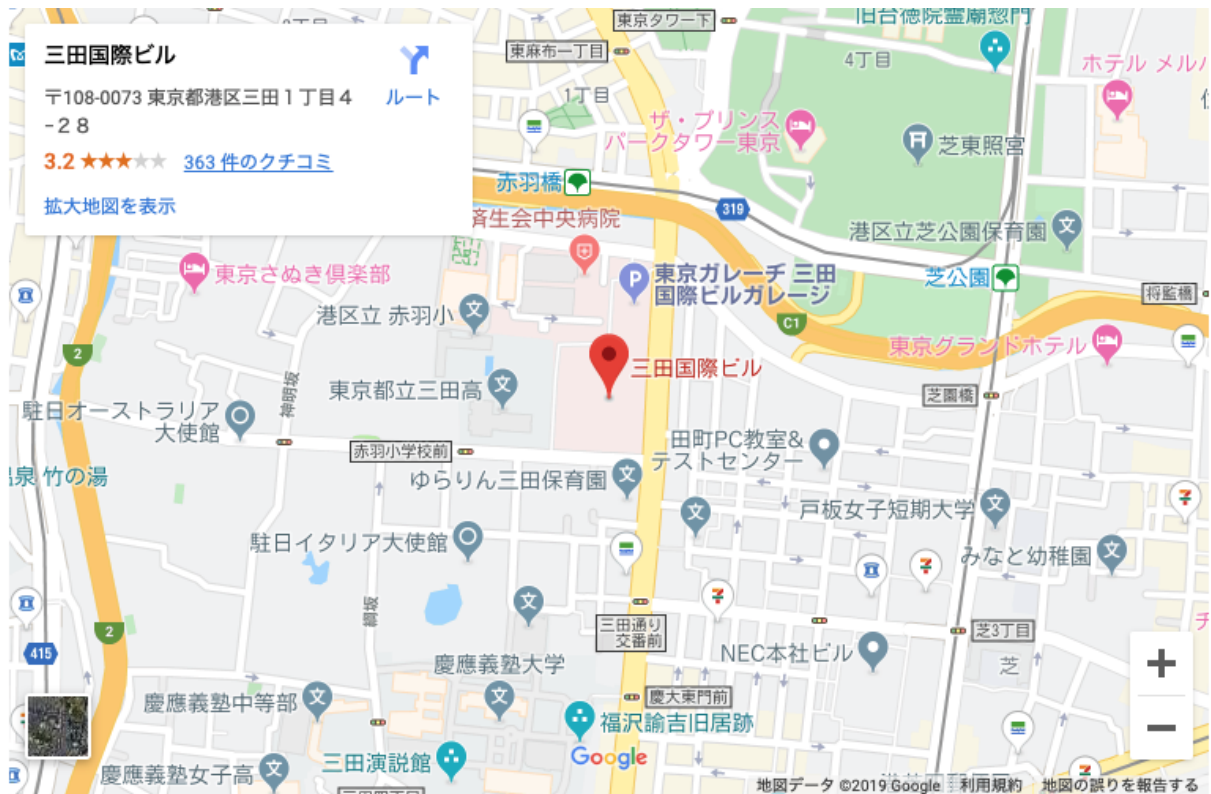 三田国際ビル
〒108-0073 東京都港区三田１丁目４
−２８
ルート
3.2
363 件のクチコミ
拡大地図を表示
東京タワー下
東麻布一丁目
1丁目
4丁目
旧台徳院霊廟惣門
ホテル メルパ
ザ・プリンス
パークタワー東京
芝東照宮
赤羽橋
319
済生会中央病院
港区立芝公園保育園
東京さぬき倶楽部
東京ガレーヂ 三田
国際ビルガレージ
芝公園
将監橋
港区立 赤羽小
C1
2
東京グランドホテル
三田国際ビル
神明坂
東京都立三田高
芝園橋
駐日オーストラリア
大使館
赤羽小学校前
田町PC教室&
テストセンター
泉 竹の湯
ゆらりん三田保育園
戸板女子短期大学
駐日イタリア大使館
みなと幼稚園
綱坂
三田通り
交番前
2
芝3丁目
415
NEC本社ビル
芝
慶應義塾大学
慶應義塾中等部
慶大東門前
福沢諭吉旧居跡
Google
三田演説館
慶應義塾女子高
地図データ ©2019 Google
利用規約
地図の誤りを報告する